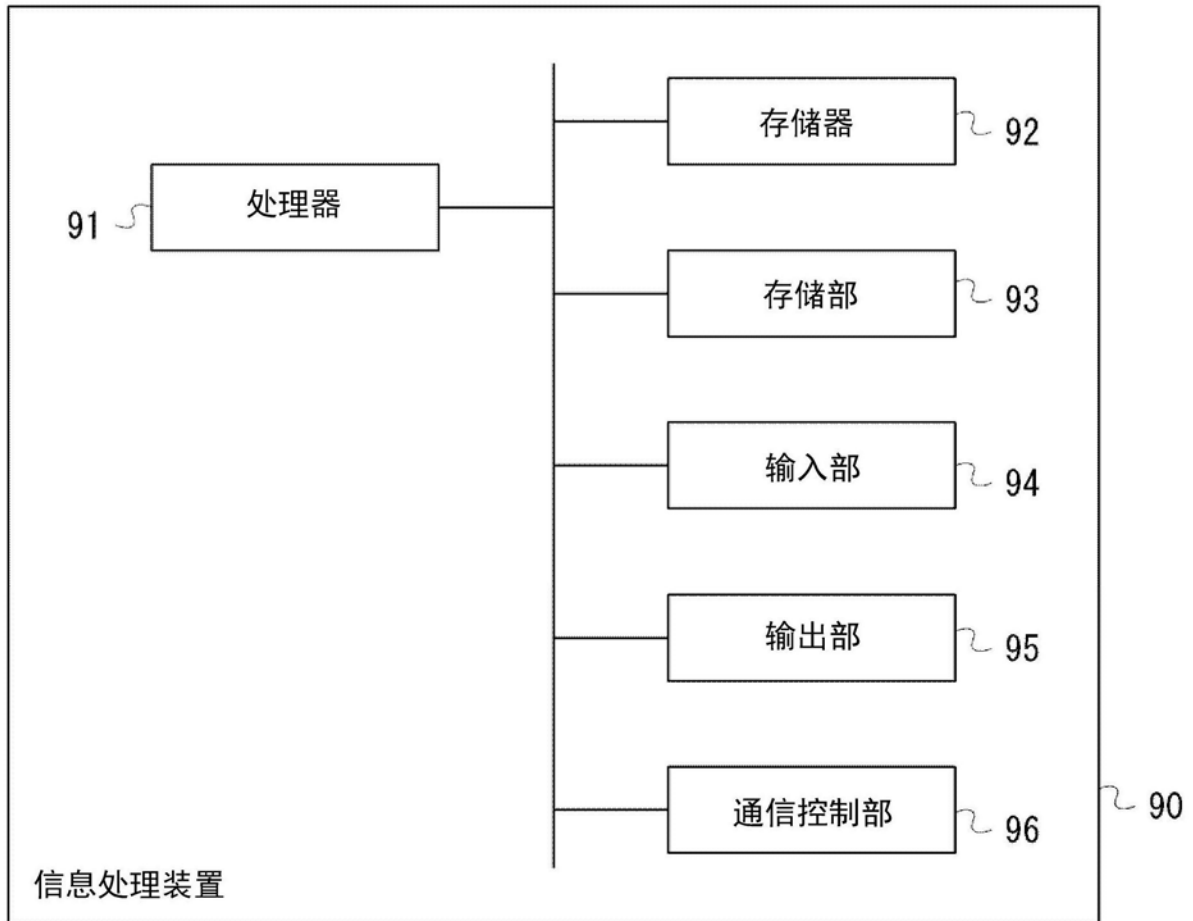 存储器 92
处理器
91
存储部 93
输入部 94
输出部 95
通信控制部 96
90
信息处理装置